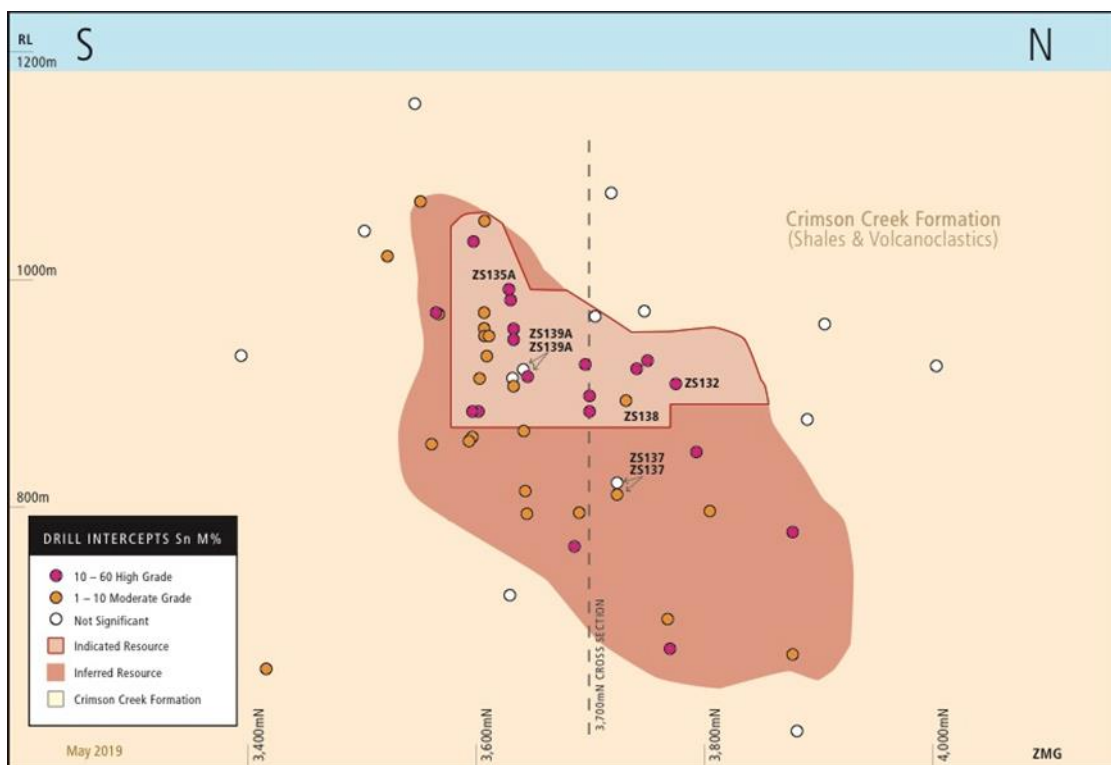 RL
S
N
1200m
Crimson Creek Formation
(Shales & Volcanoclastics)
1000m
ZS135A
ZS139A
ZS139A
ZS132
ZS138
ZS137
ZS137
800m
DRILL INTERCEPTS Sn M%
10 – 60 High Grade
1 – 10 Moderate Grade
Not Significant
Indicated Resource
Inferred Resource
Crimson Creek Formation
3,700mN CROSS SECTION
3,400mN
3,600mN
3,800mN
4,000mN
May 2019
ZMG